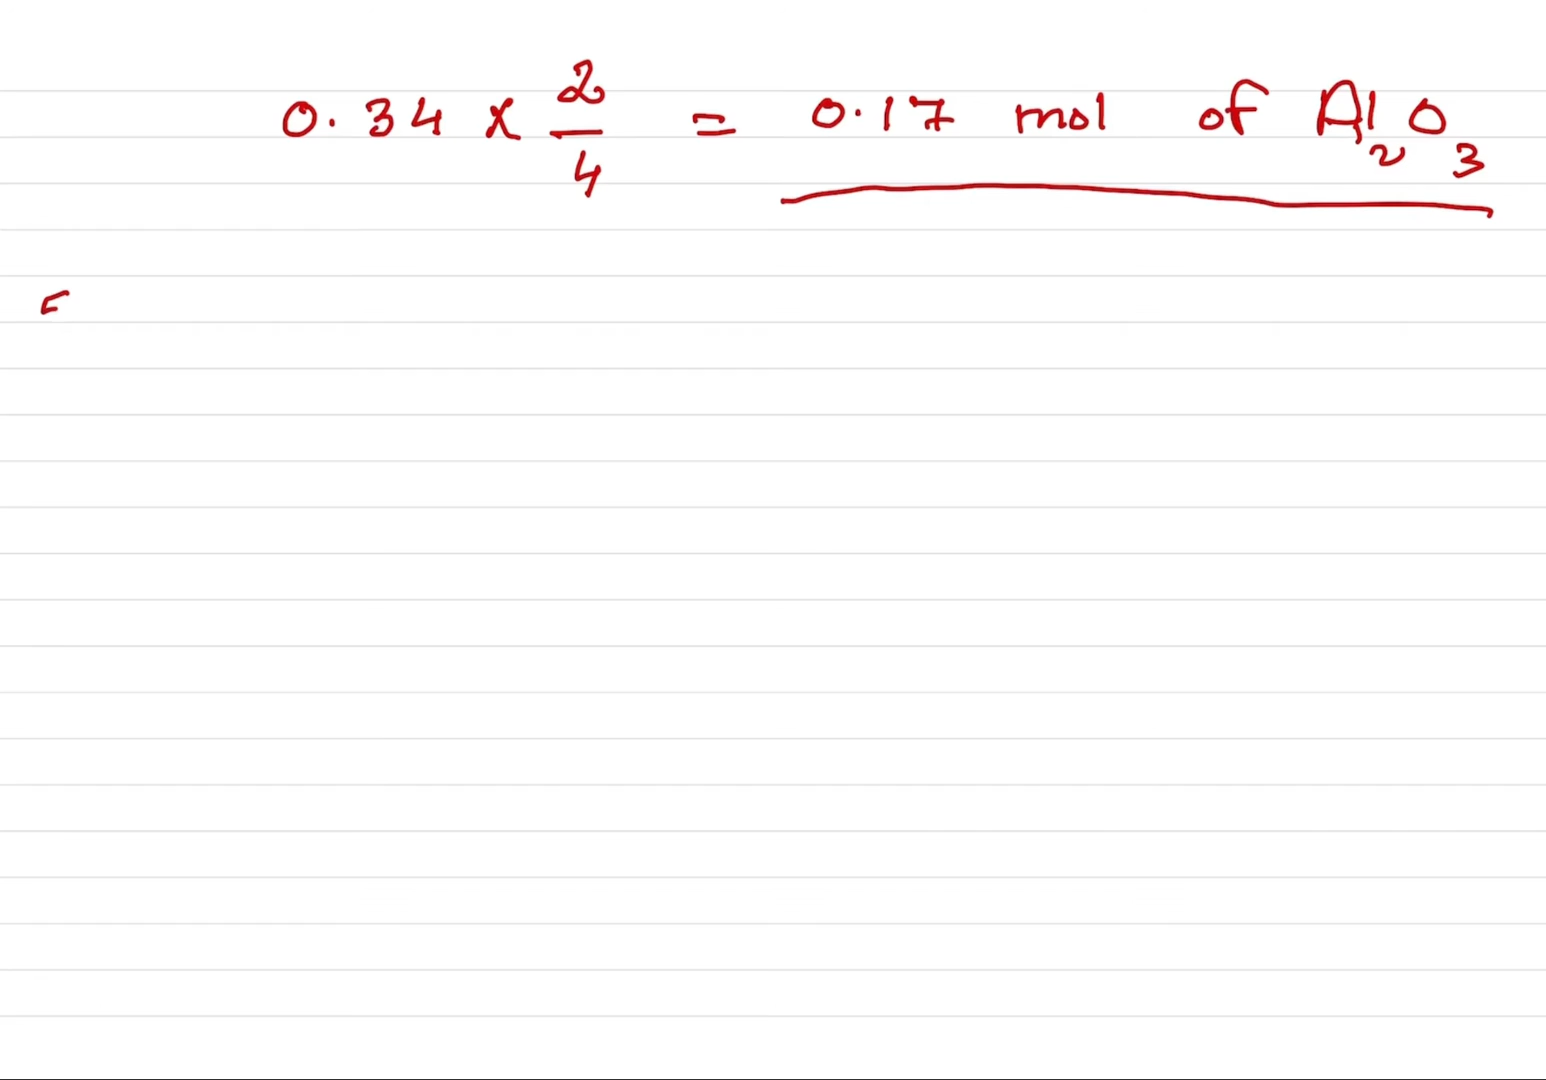 0.34 × 2/4 = 0.17 mol of Al₂O₃